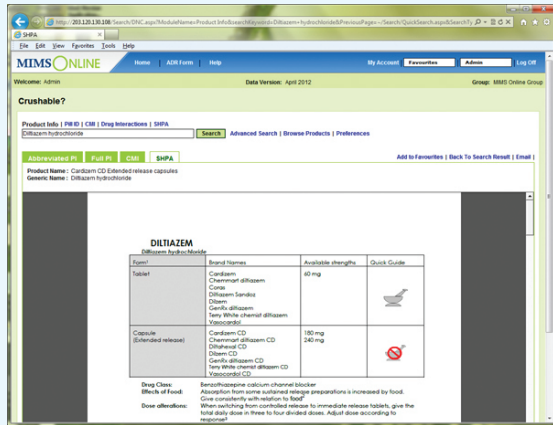 http://203.129.130.108/Search/DNC.aspx?ModuleName=Product Info&searchKeyword=Diltiazem+hydrochloride&PreviousPage=~/Search/QuickSearch.aspx&SearchTy
SHPA
File Edit View Favorites Tools Help
MIMS ONLINE
Home | ADR Form | Help
My Account Favourites Admin Log Off
Welcome: Admin
Data Version: April 2012
Group: MIMS Online Group
Crushable?
Product Info | Pill ID | CMI | Drug Interactions | SHPA
Diltiazem hydrochloride
Search
Advanced Search | Browse Products | Preferences
Abbreviated PI Full PI CMI SHPA
Add to Favourites | Back To Search Result | Email |
Product Name : Cardizem CD Extended release capsules
Generic Name : Diltiazem hydrochloride
DILTIAZEM
Diltiazem hydrochloride
Form¹ Brand Names Available strengths Quick Guide
Tablet
Cardizem
Chemmart diltiazem
Coras
Diltiazem Sandoz
Dilzem
GenRx diltiazem
Terry White chemist diltiazem
Vasocardol
60 mg
Capsule
(Extended release)
Cardizem CD
Chemmart diltiazem CD
Diltahexal CD
Dilzem CD
GenRx diltiazem CD
Terry White chemist diltiazem CD
Vasocardol CD
180 mg
240 mg
Drug Class: Benzothiazepine calcium channel blocker
Effects of Food: Absorption from some sustained release preparations is increased by food.
Give consistently with relation to food²
Dose alterations: When switching from controlled release to immediate release tablets, give the
total daily dose in three to four divided doses. Adjust dose according to
response³